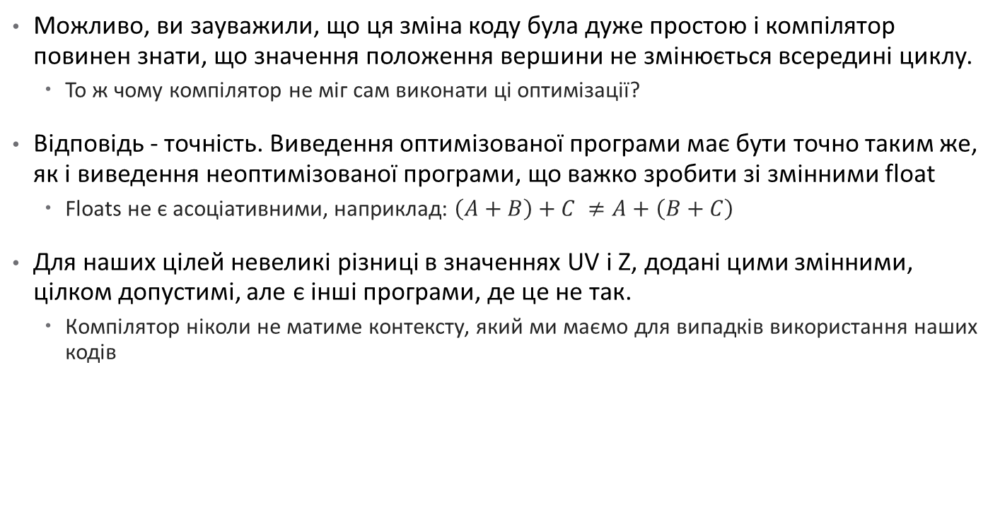 • Можливо, ви зауважили, що ця зміна коду була дуже простою і компілятор
повинен знати, що значення положення вершини не змінюється всередині циклу.
• То ж чому компілятор не міг сам виконати ці оптимізації?
• Відповідь - точність. Виведення оптимізованої програми має бути точно таким же,
як і виведення неоптимізованої програми, що важко зробити зі змінними float
• Floats не є асоціативними, наприклад: (A + B) + C ≠ A + (B + C)
• Для наших цілей невеликі різниці в значеннях UV і Z, додані цими змінними,
цілком допустимі, але є інші програми, де це не так.
• Компілятор ніколи не матиме контексту, який ми маємо для випадків використання наших
кодів